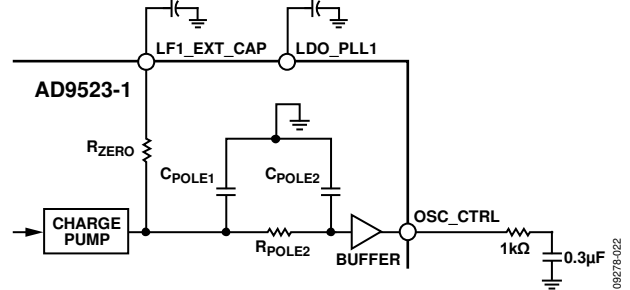 LF1_EXT_CAP
LDO_PLL1
AD9523-1
RZERO
CPOLE1
CPOLE2
CHARGE
PUMP
RPOLE2
BUFFER
OSC_CTRL
1kΩ
0.3µF
09278-022